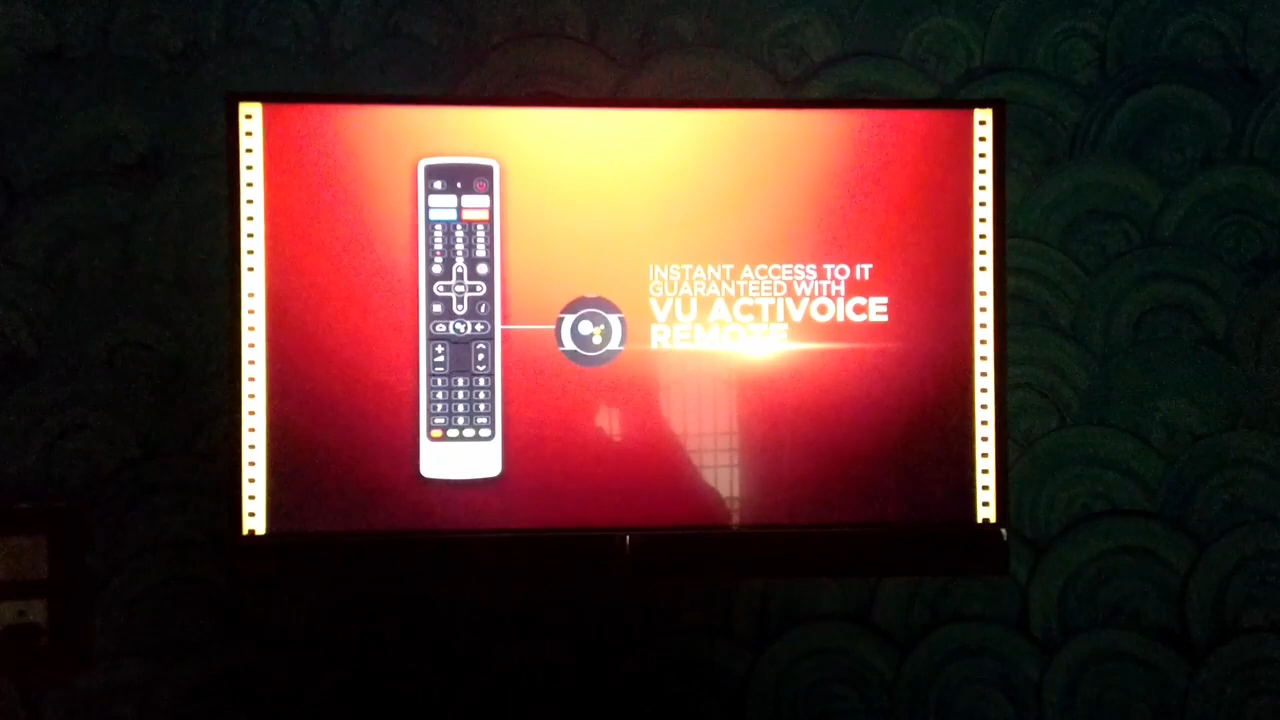 INSTANT ACCESS TO IT
GUARANTEED WITH
VU ACTIVOICE
REMOTE